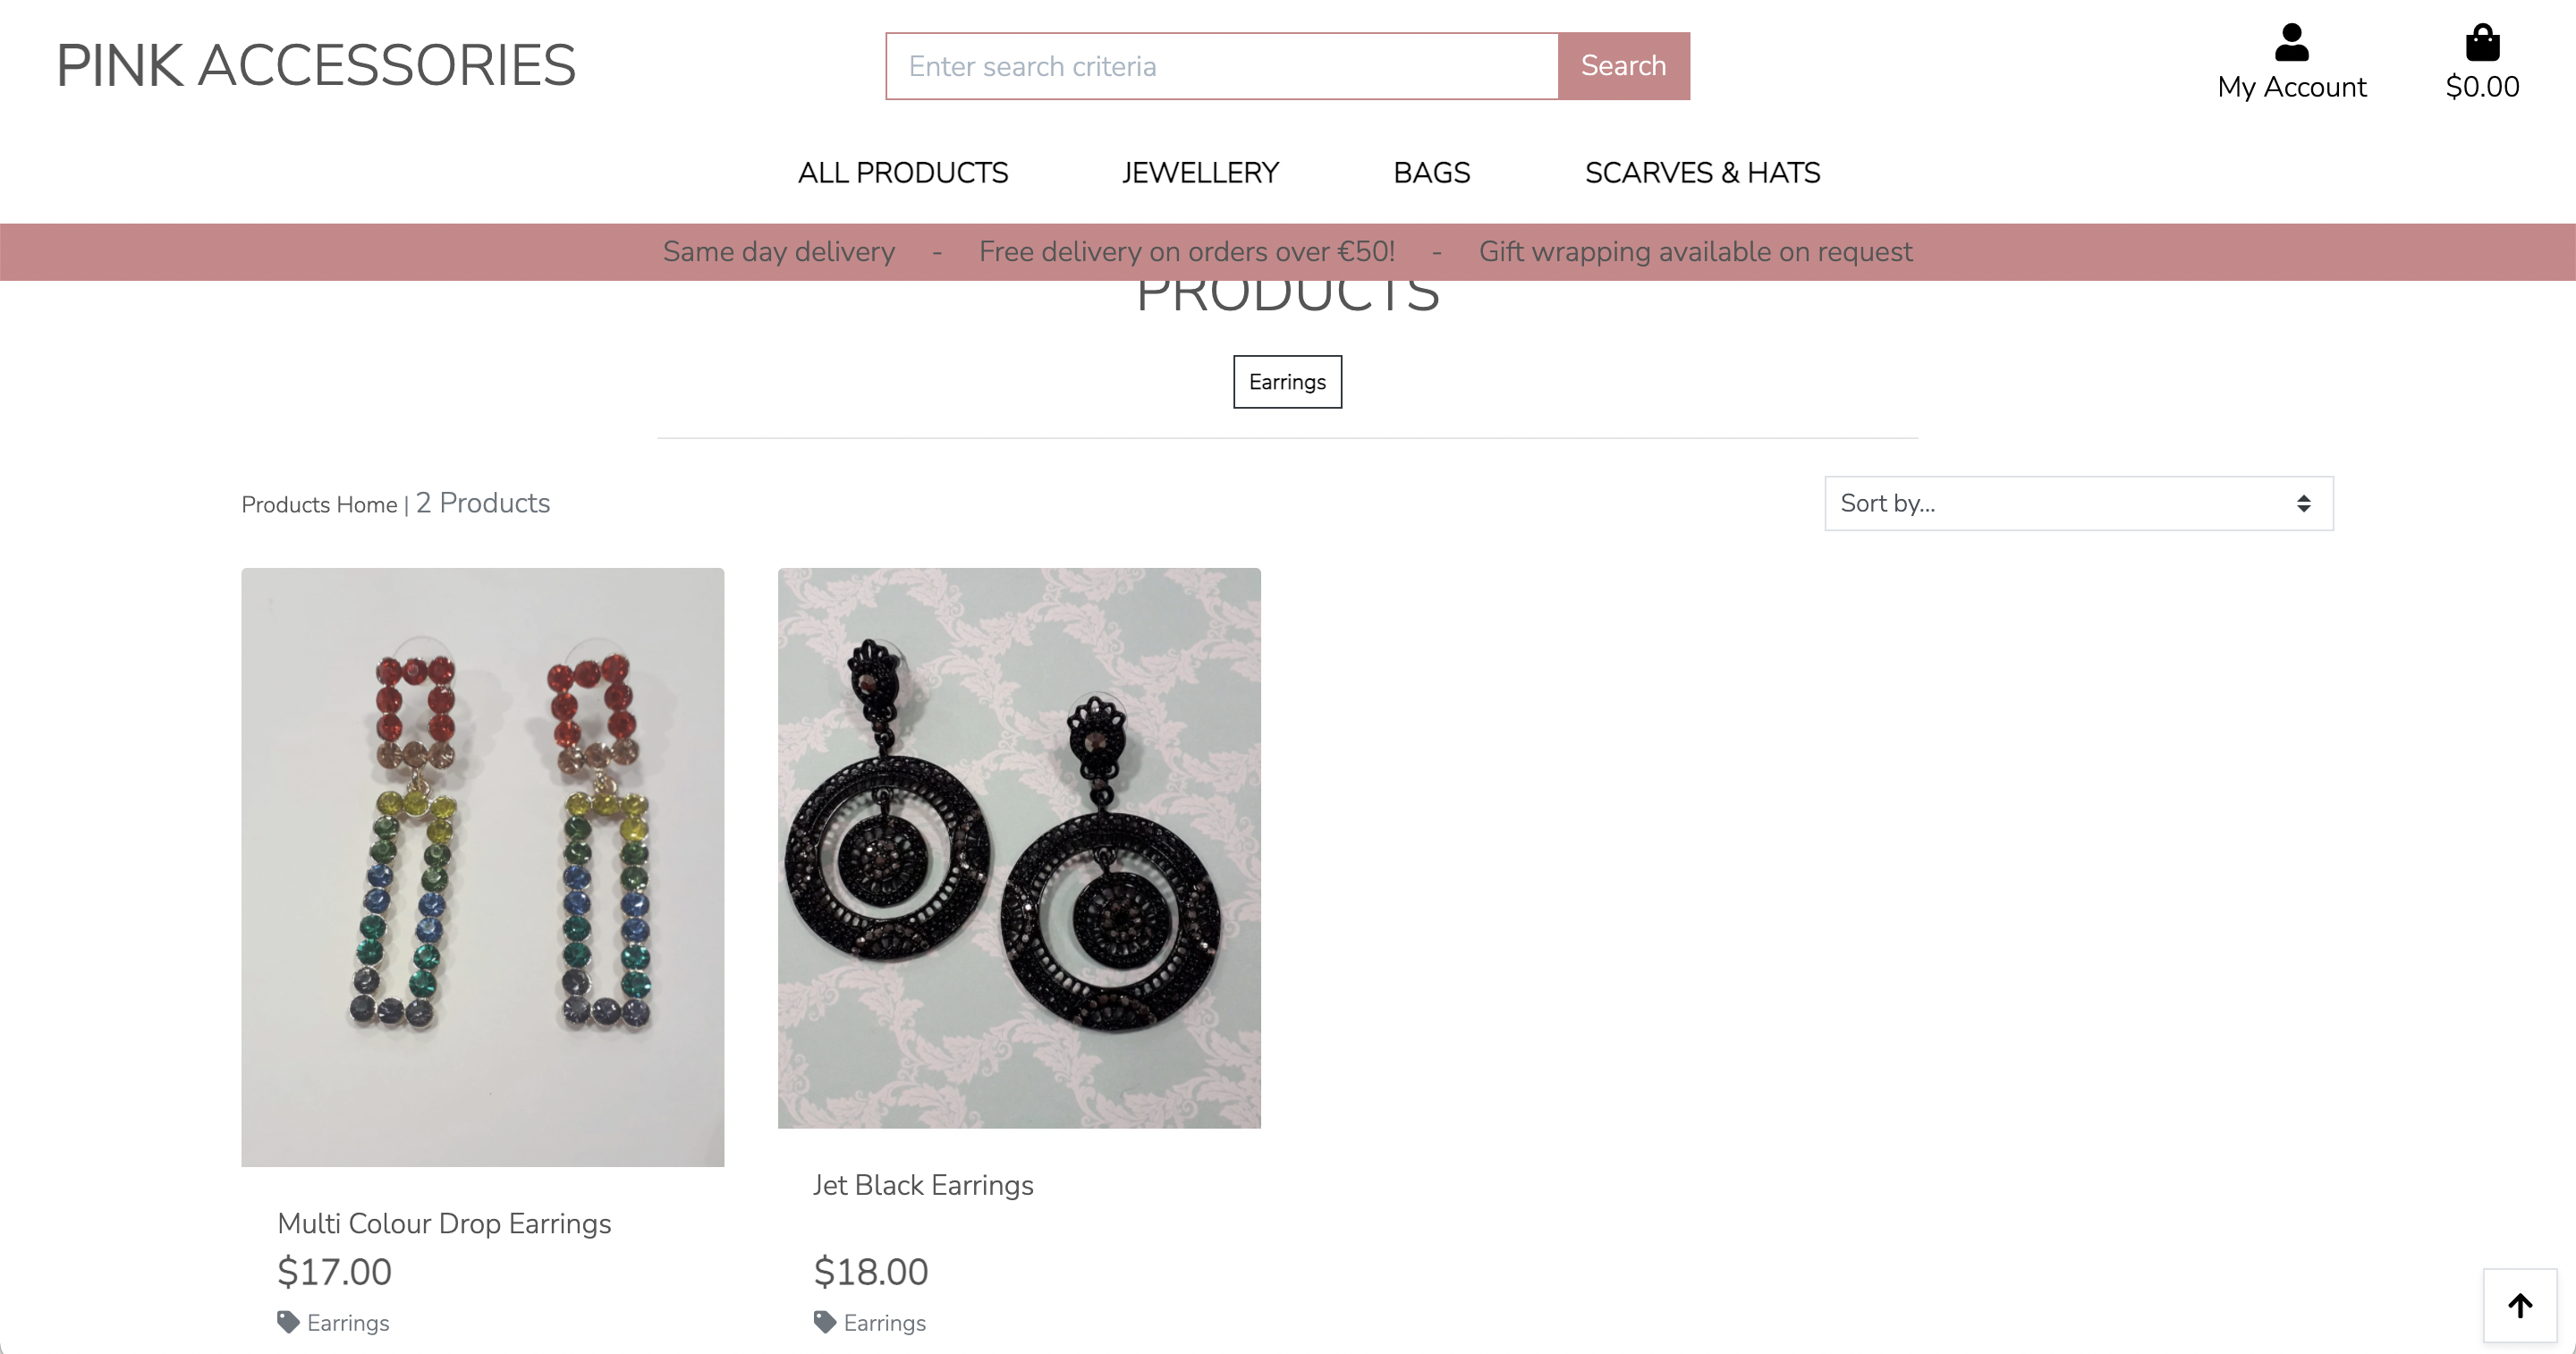 PINK ACCESSORIES
Enter search criteria
Search
My Account
$0.00
ALL PRODUCTS
JEWELLERY
BAGS
SCARVES & HATS
Same day delivery - Free delivery on orders over €50! - Gift wrapping available on request
PRODUCTS
Earrings
Products Home | 2 Products
Sort by...
Multi Colour Drop Earrings
$17.00
Earrings
Jet Black Earrings
$18.00
Earrings